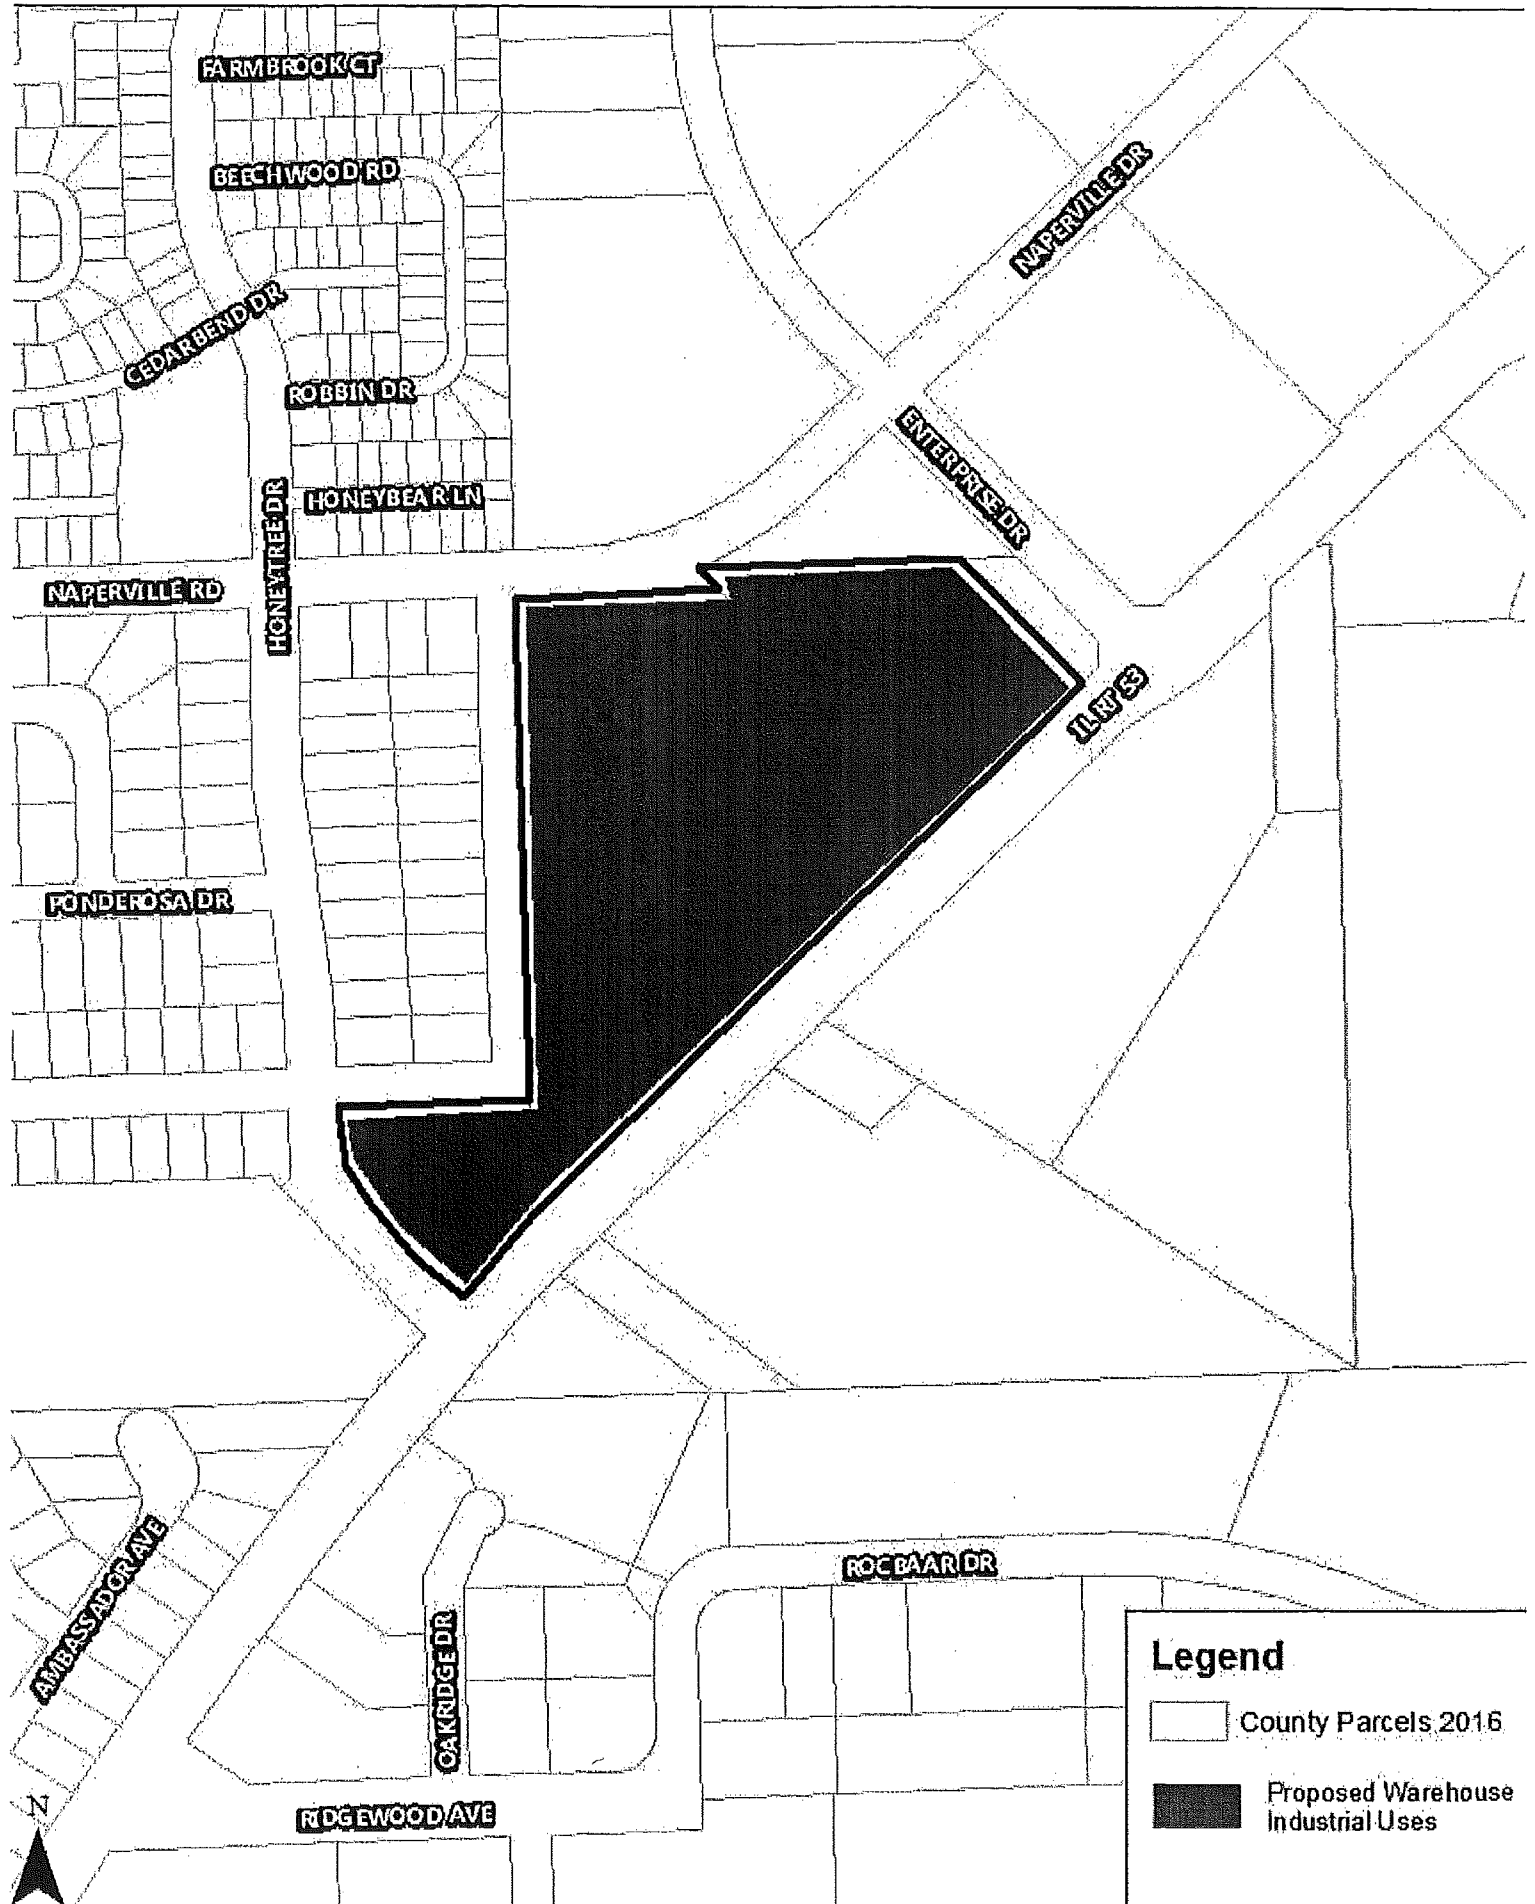 FARMBROOK CT
BEECHWOOD RD
NAPERVILLE DR
CEDARBEND DR
ROBBIN DR
ENTERPRISE DR
HONEYTREE DR
HONEYBEAR LN
NAPERVILLE RD
IL RT 53
PONDEROSA DR
AMBASSADOR AVE
ROCBAAR DR
OAKRIDGE DR
RIDGEWOOD AVE
N
Legend
County Parcels 2016
Proposed Warehouse
Industrial Uses